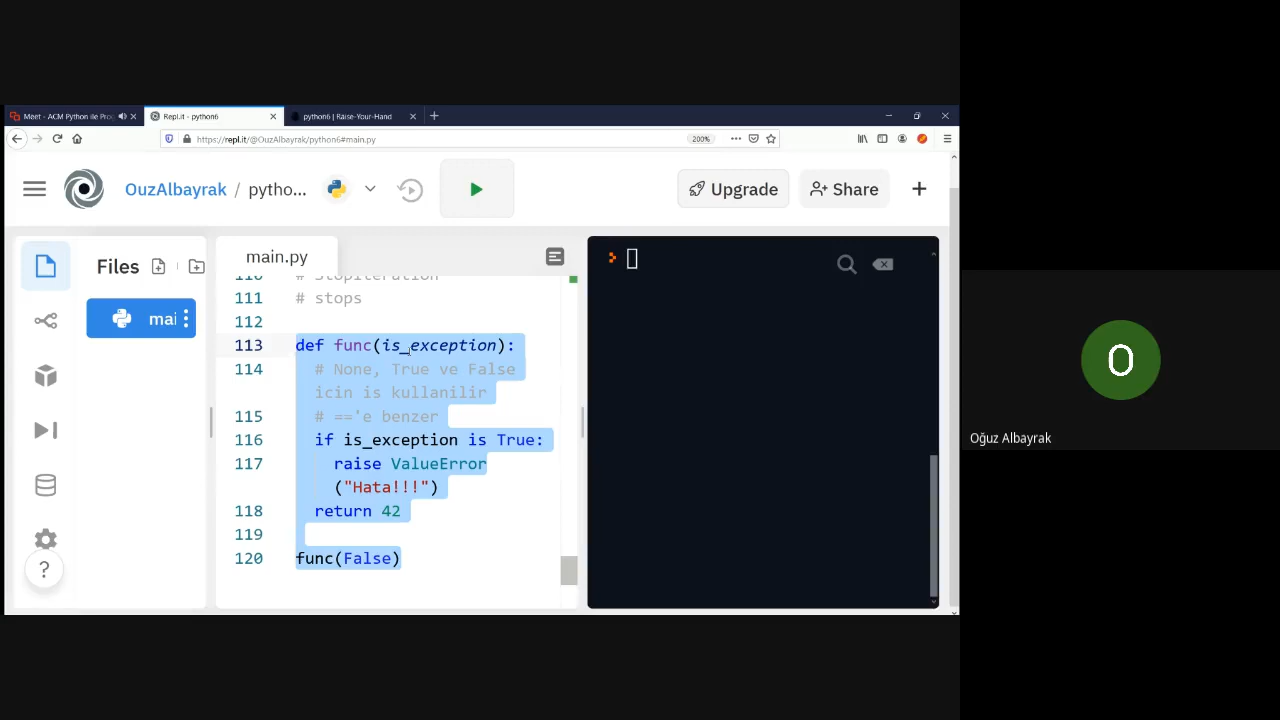 Meet - ACM Python ile Prog
Repl.it - python6
python6 | Raise-Your-Hand
https://repl.it/@OuzAlbayrak/python6#main.py
200%
OuzAlbayrak / pytho...
Upgrade
Share
Files
mai
main.py
110 # StopIteration
111 # stops
112
113 def func(is_exception):
114 # None, True ve False
icin is kullanilir
115 # =='e benzer
116 if is_exception is True:
117 raise ValueError
("Hata!!!")
118 return 42
119
120 func(False)
?
O
Oğuz Albayrak